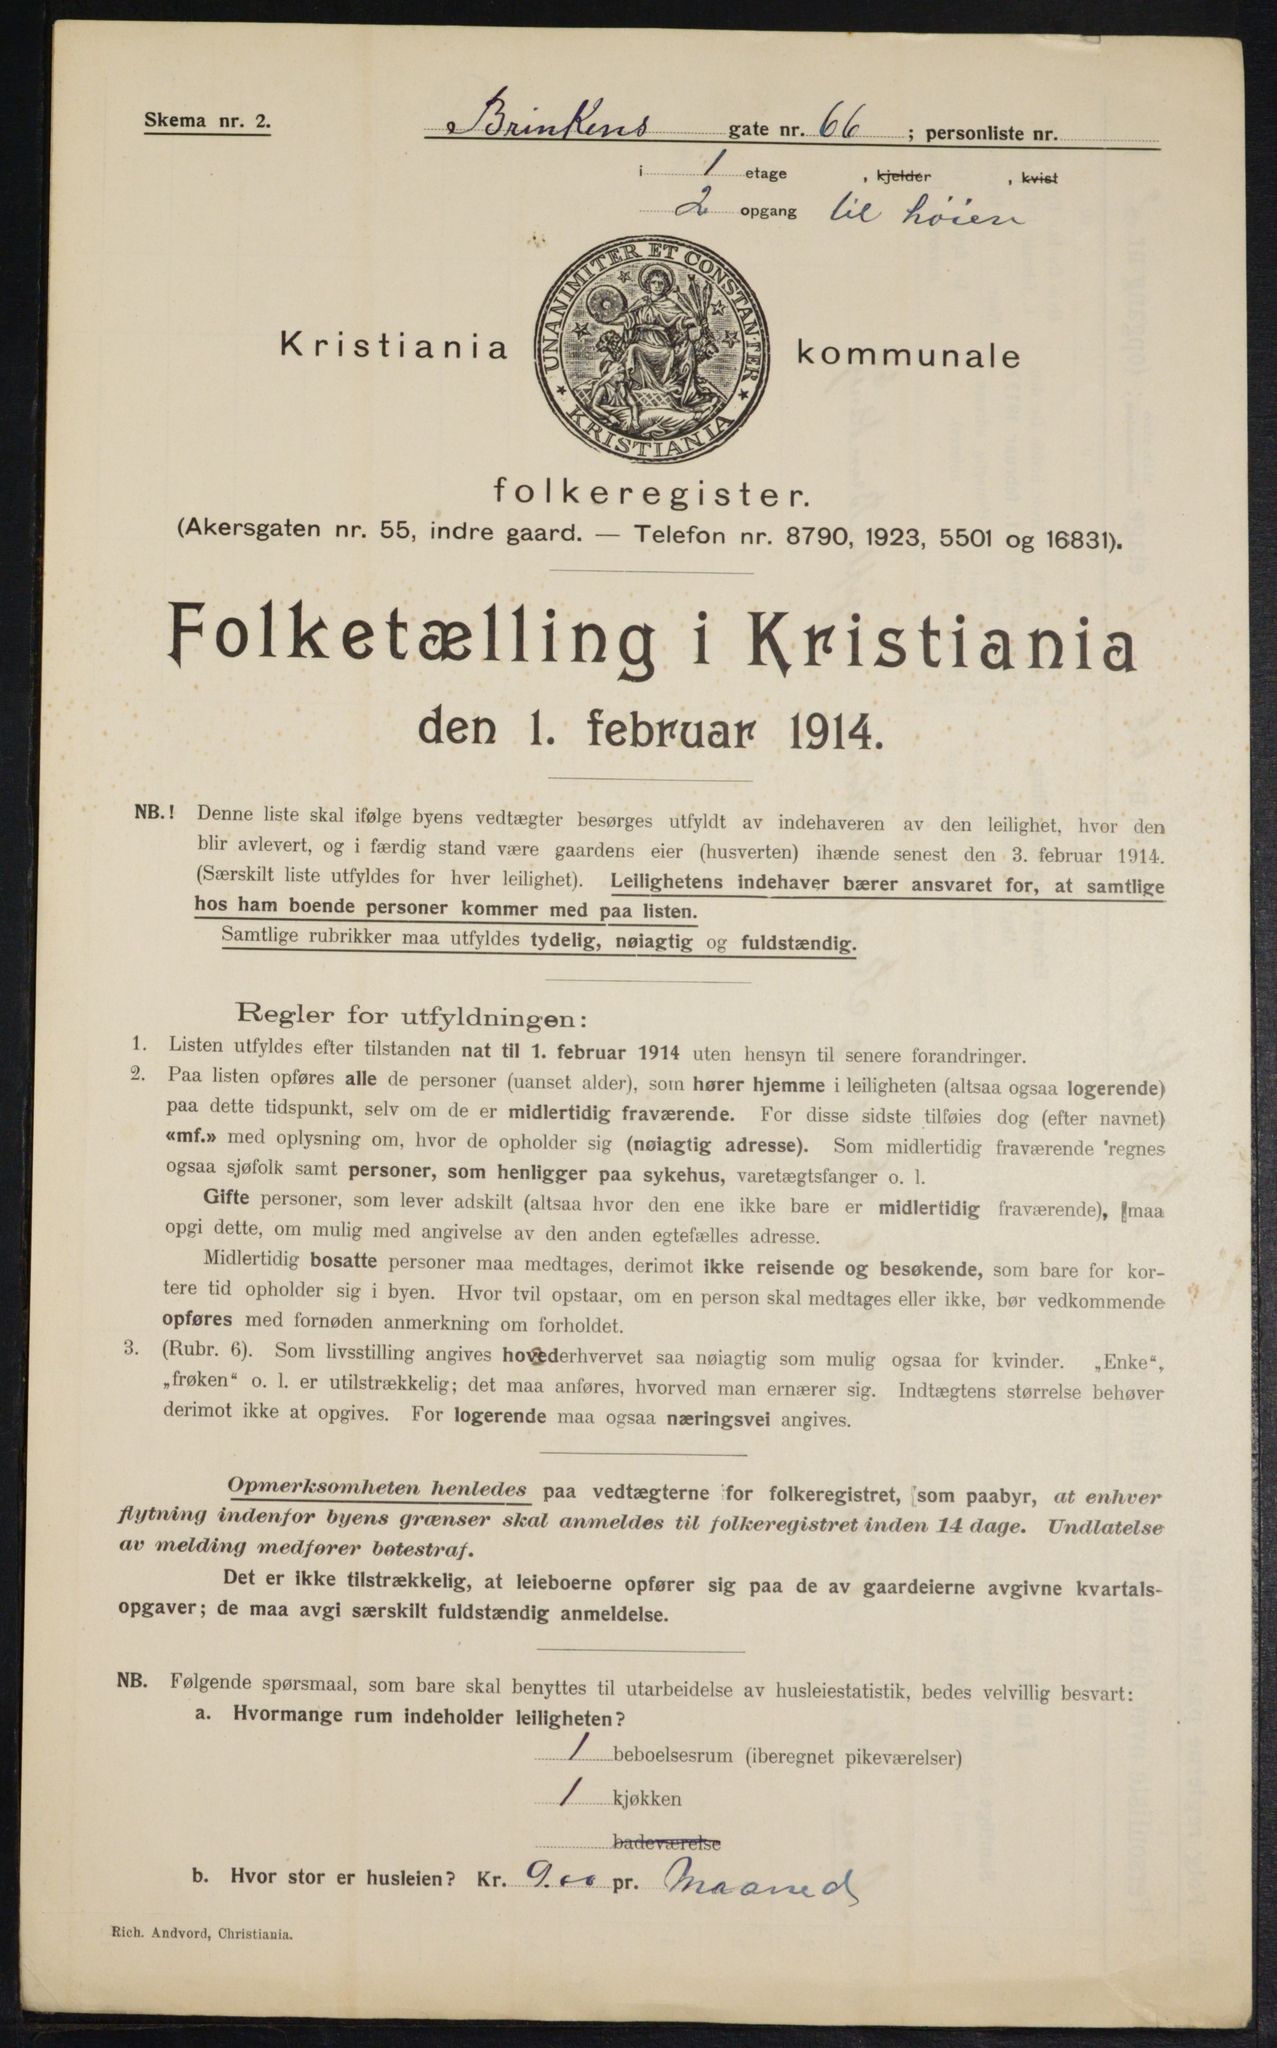 Skema nr. 2.
Brinkens gate nr. 66 ; personliste nr.
i 1 etage , kjelder , kvist
2 opgang til høiere
UNANIMITER ET CONSTANTER
KRISTIANIA
Kristiania kommunale
folkeregister.
(Akersgaten nr. 55, indre gaard. — Telefon nr. 8790, 1923, 5501 og 16831).
Folketælling i Kristiania
den 1. februar 1914.
NB.! Denne liste skal ifølge byens vedtægter besørges utfyldt av indehaveren av den leilighet, hvor den
blir avlevert, og i færdig stand være gaardens eier (husverten) ihænde senest den 3. februar 1914.
(Særskilt liste utfyldes for hver leilighet). Leilighetens indehaver bærer ansvaret for, at samtlige
hos ham boende personer kommer med paa listen.
Samtlige rubrikker maa utfyldes tydelig, nøiagtig og fuldstændig.
Regler for utfyldningen:
1. Listen utfyldes efter tilstanden nat til 1. februar 1914 uten hensyn til senere forandringer.
2. Paa listen opføres alle de personer (uanset alder), som hører hjemme i leiligheten (altsaa ogsaa logerende)
paa dette tidspunkt, selv om de er midlertidig fraværende. For disse sidste tilføies dog (efter navnet)
«mf.» med oplysning om, hvor de opholder sig (nøiagtig adresse). Som midlertidig fraværende regnes
ogsaa sjøfolk samt personer, som henligger paa sykehus, varetægtsfanger o. l.
Gifte personer, som lever adskilt (altsaa hvor den ene ikke bare er midlertidig fraværende), maa
opgi dette, om mulig med angivelse av den anden egtefælles adresse.
Midlertidig bosatte personer maa medtages, derimot ikke reisende og besøkende, som bare for kor-
tere tid opholder sig i byen. Hvor tvil opstaar, om en person skal medtages eller ikke, bør vedkommende
opføres med fornøden anmerkning om forholdet.
3. (Rubr. 6). Som livsstilling angives hovederhvervet saa nøiagtig som mulig ogsaa for kvinder. „Enke“,
„frøken“ o. l. er utilstrækkelig; det maa anføres, hvorved man ernærer sig. Indtægtens størrelse behøver
derimot ikke at opgives. For logerende maa ogsaa næringsvei angives.
Opmerksomheten henledes paa vedtægterne for folkeregistret, som paabyr, at enhver
flytning indenfor byens grænser skal anmeldes til folkeregistret inden 14 dage. Undlatelse
av melding medfører bøtestraf.
Det er ikke tilstrækkelig, at leieboerne opfører sig paa de av gaardeierne avgivne kvartals-
opgaver; de maa avgi særskilt fuldstændig anmeldelse.
NB. Følgende spørsmaal, som bare skal benyttes til utarbeidelse av husleiestatistik, bedes velvillig besvart:
a. Hvormange rum indeholder leiligheten?
1 beboelsesrum (iberegnet pikeværelser)
1 kjøkken
badeværelse
b. Hvor stor er husleien? Kr. 9.00 pr. Maaned
Rich. Andvord, Christiania.